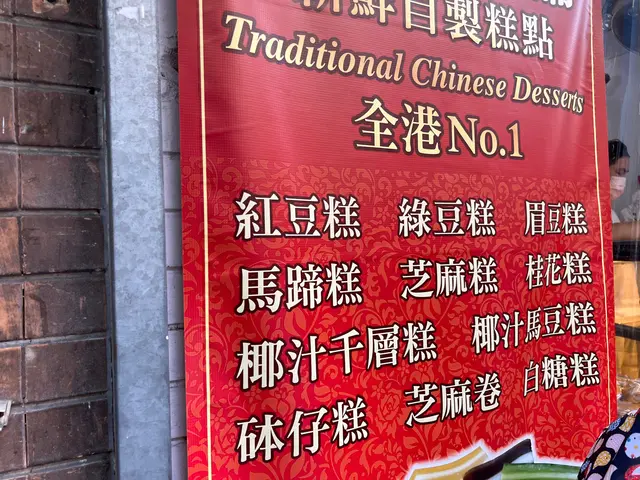 新鮮自製糕點
Traditional Chinese Desserts
全港No.1
紅豆糕 綠豆糕 眉豆糕
馬蹄糕 芝麻糕 桂花糕
椰汁千層糕 椰汁馬豆糕
砵仔糕 芝麻卷 白糖糕